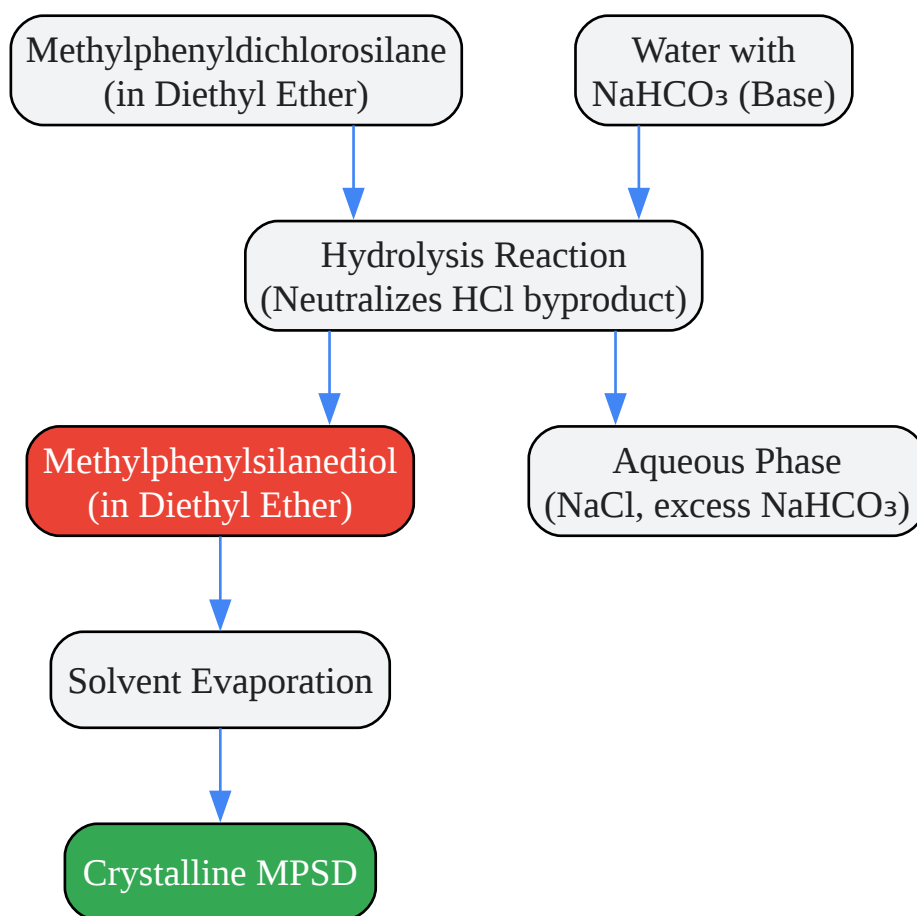 Methylphenyldichlorosilane
(in Diethyl Ether)
Water with
NaHCO₃ (Base)
Hydrolysis Reaction
(Neutralizes HCl byproduct)
Methylphenylsilanediol
(in Diethyl Ether)
Aqueous Phase
(NaCl, excess NaHCO₃)
Solvent Evaporation
Crystalline MPSD